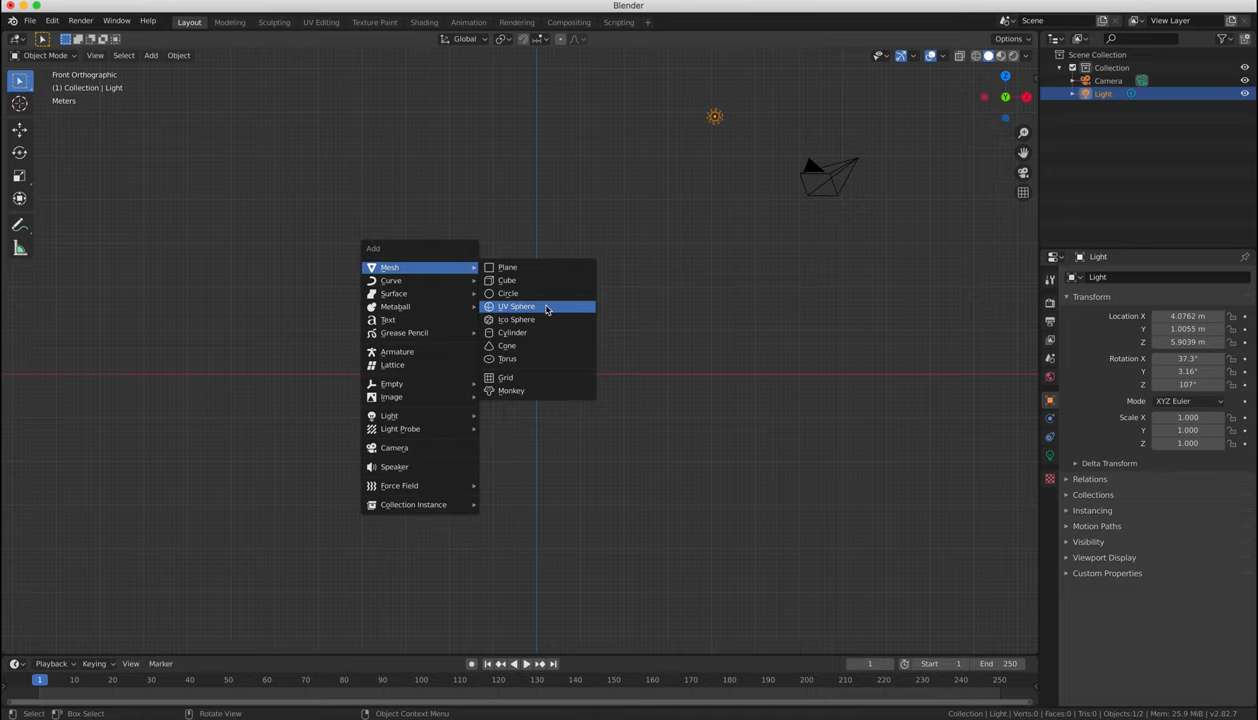 Blender
File Edit Render Window Help Layout Modeling Sculpting UV Editing Texture Paint Shading Animation Rendering Compositing Scripting + Scene View Layer
Global Options
Object Mode View Select Add Object
Front Orthographic
(1) Collection | Light
Meters
Z
Y
X
Add
Mesh
Curve
Surface
Metaball
Text
Grease Pencil
Armature
Lattice
Empty
Image
Light
Light Probe
Camera
Speaker
Force Field
Collection Instance
Plane
Cube
Circle
UV Sphere
Ico Sphere
Cylinder
Cone
Torus
Grid
Monkey
Scene Collection
Collection
Camera
Light
Light
Light
Transform
Location X 4.0762 m
Y 1.0055 m
Z 5.9039 m
Rotation X 37.3°
Y 3.16°
Z 107°
Mode XYZ Euler
Scale X 1.000
Y 1.000
Z 1.000
Delta Transform
Relations
Collections
Instancing
Motion Paths
Visibility
Viewport Display
Custom Properties
Playback Keying View Marker 1 Start 1 End 250
1 10 20 30 40 50 60 70 80 90 100 110 120 130 140 150 160 170 180 190 200 210 220 230 240 250
Select Box Select Rotate View Object Context Menu Collection | Light | Verts:0 | Faces:0 | Tris:0 | Objects:1/2 | Mem: 25.9 MiB | v2.82.7